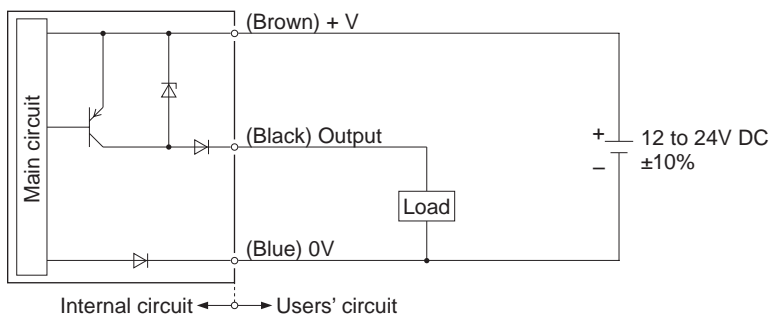 (Brown) + V
Main circuit
(Black) Output
+
12 to 24V DC
−
±10%
Load
(Blue) 0V
Internal circuit
Users' circuit